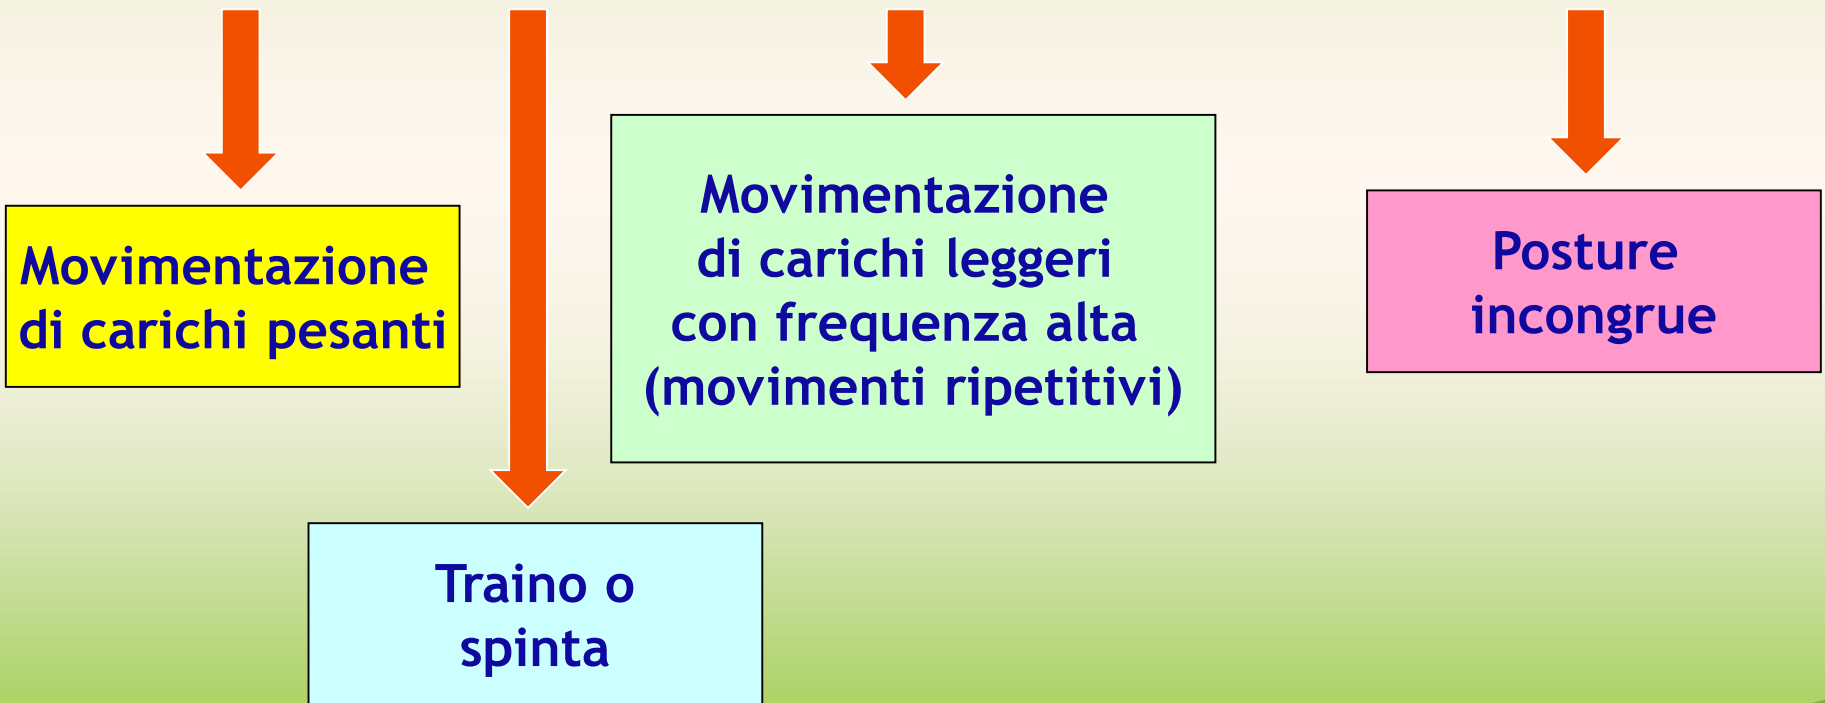 Movimentazione
di carichi pesanti
Traino o
spinta
Movimentazione
di carichi leggeri
con frequenza alta
(movimenti ripetitivi)
Posture
incongrue